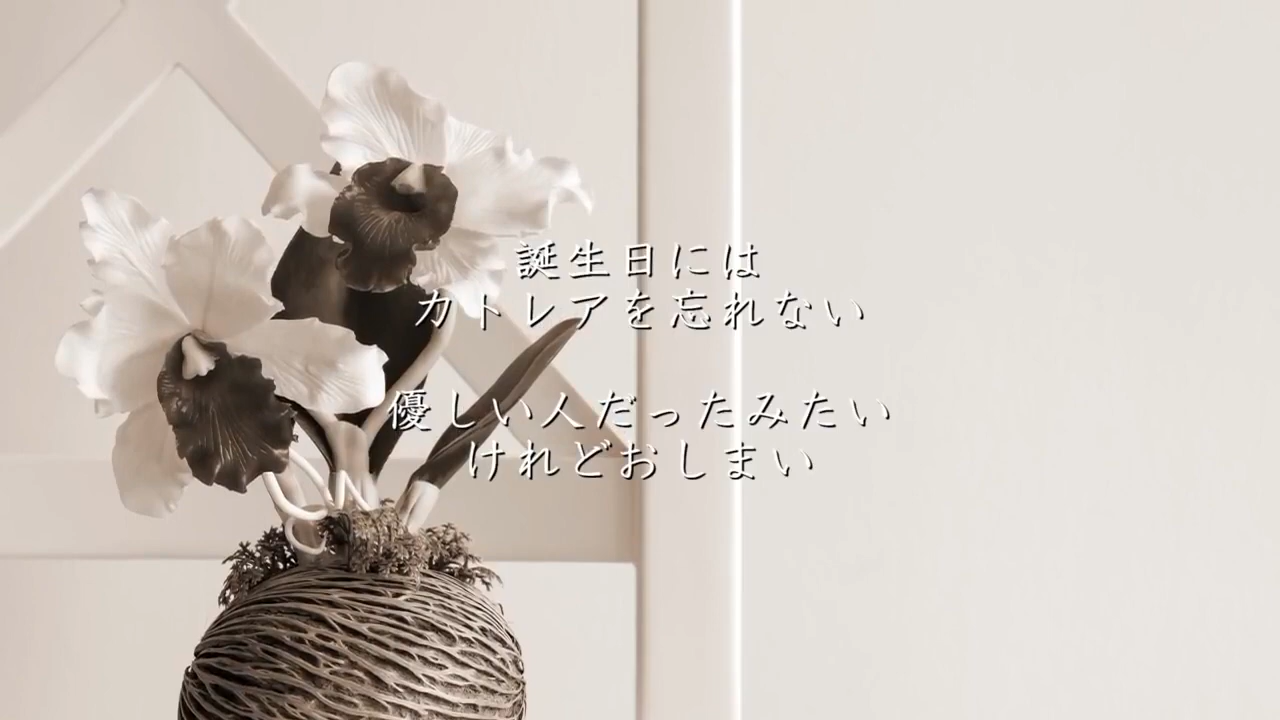 誕生日には
カトレアを忘れない
優しい人だったみたい
けれどおしまい